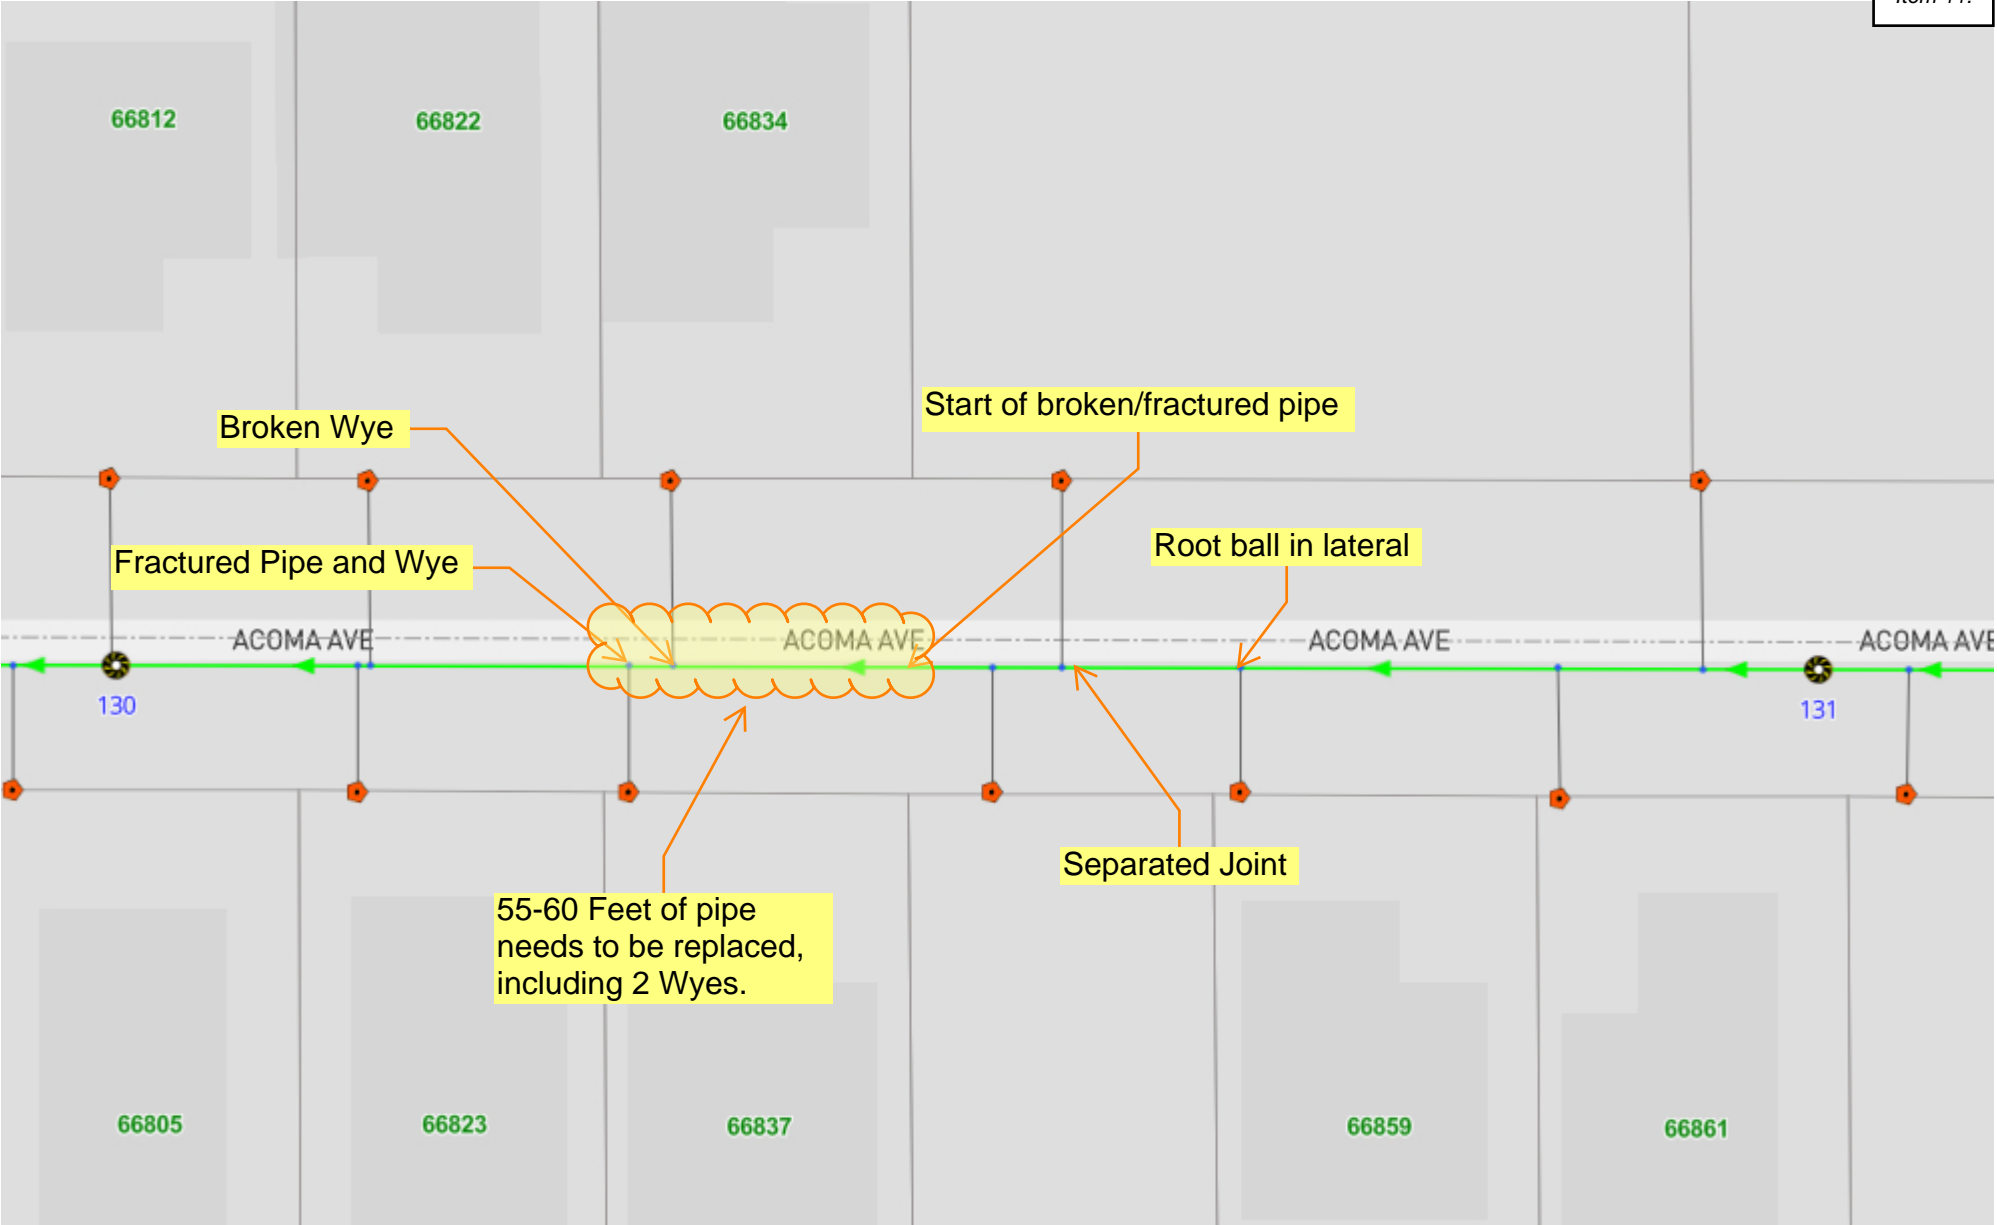 66812
66822
66834
Start of broken/fractured pipe
Broken Wye
Root ball in lateral
Fractured Pipe and Wye
ACOMA AVE
ACOMA AVE
ACOMA AVE
ACOMA AVE
130
131
Separated Joint
55-60 Feet of pipe
needs to be replaced,
including 2 Wyes.
66805
66823
66837
66859
66861